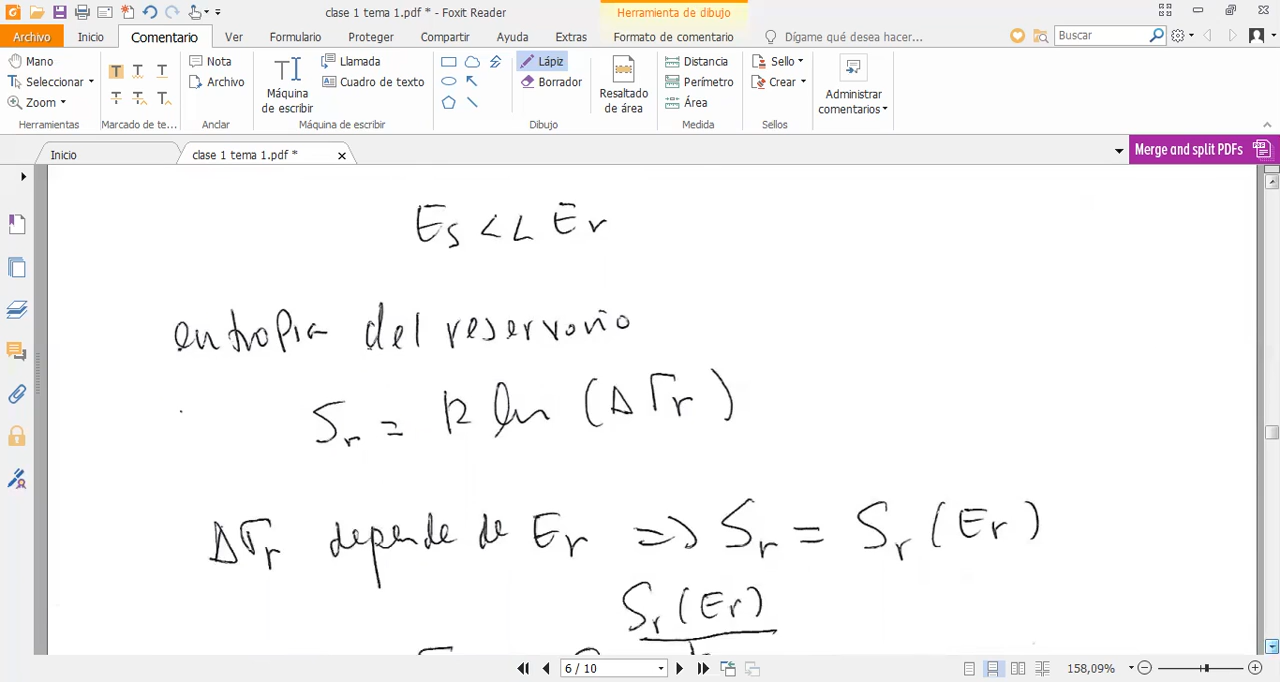 clase 1 tema 1.pdf * - Foxit Reader
Herramienta de dibujo
Archivo Inicio Comentario Ver Formulario Proteger Compartir Ayuda Extras Formato de comentario Dígame qué desea hacer... Buscar
Mano
Seleccionar
Zoom
Herramientas
Marcado de te...
Nota
Archivo
Anclar
Máquina
de escribir
Llamada
Cuadro de texto
Máquina de escribir
Lápiz
Borrador
Dibujo
Resaltado
de área
Distancia
Perímetro
Área
Medida
Sello
Crear
Sellos
Administrar
comentarios
Inicio
clase 1 tema 1.pdf *
Merge and split PDFs
Es << Er
entropia del reservorio
Sr = k ln (ΔΓr)
ΔΓr depende de Er => Sr = Sr(Er)
Sr(Er)
6 / 10
158,09%